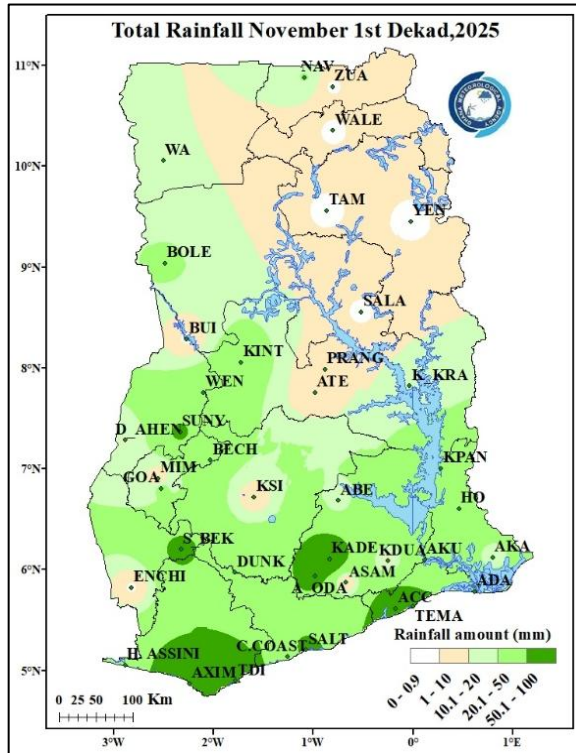 Total Rainfall November 1st Dekad,2025
11°N
NAV
ZUA
WALE
WA
10°N
TAM
YEN
BOLE
9°N
SALA
BUI
KINT
PRANG
8°N
WEN
ATE
K_KRA
D_AHEN
SUNY
BECH
7°N
MIM
GOA
KSI
ABE
KPAN
HO
S_BEK
KADE
KDUA
AKU
AKA
6°N
DUNK
ENCHI
A_ODA
ASAM
ADA
ACC
TEMA
Rainfall amount (mm)
H. ASSINI
C.COAST
SALT
5°N
AXIM
TDI
0 - 0.9
1 - 10
10.1 - 20
20.1 - 50
50.1 - 100
0 25 50 100 Km
3°W
2°W
1°W
0°
1°E